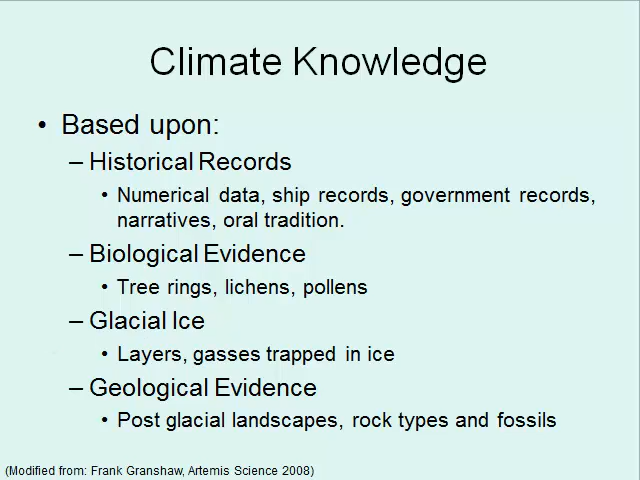 Climate Knowledge
• Based upon:
– Historical Records
• Numerical data, ship records, government records,
narratives, oral tradition.
– Biological Evidence
• Tree rings, lichens, pollens
– Glacial Ice
• Layers, gasses trapped in ice
– Geological Evidence
• Post glacial landscapes, rock types and fossils
(Modified from: Frank Granshaw, Artemis Science 2008)